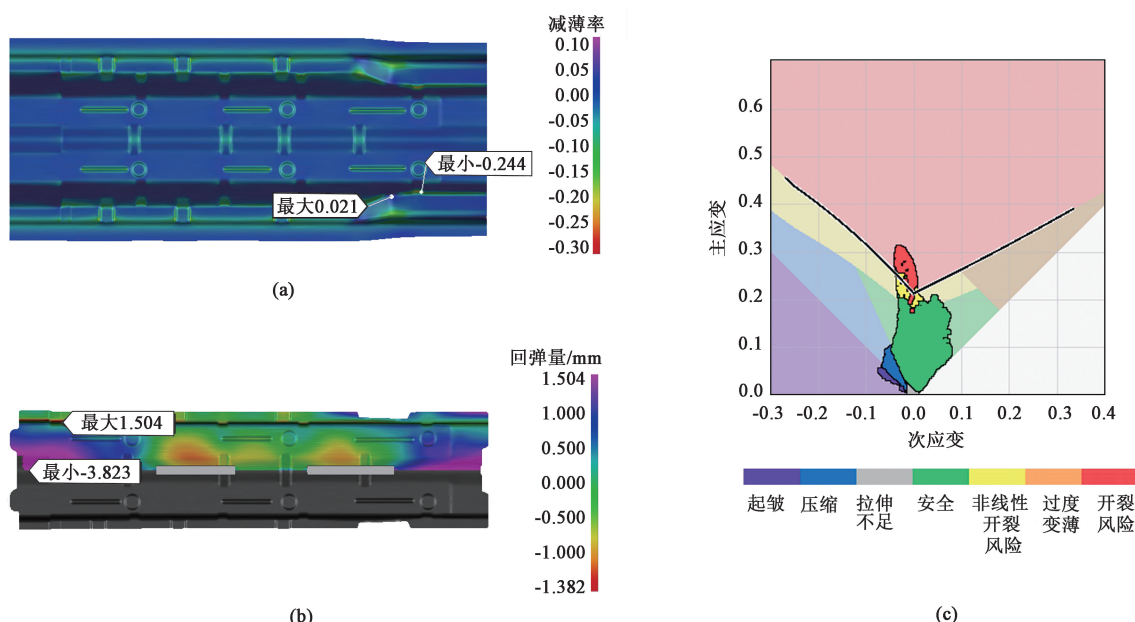 减薄率
0.10
0.05
0.00
-0.05
-0.10
-0.15
-0.20
-0.25
-0.30
最小-0.244
最大0.021
(a)
回弹量/mm
1.504
1.000
0.500
0.000
-0.500
-1.000
-1.382
最大1.504
最小-3.823
(b)
主应变
0.6
0.5
0.4
0.3
0.2
0.1
0.0
-0.3 -0.2 -0.1 0.0 0.1 0.2 0.3 0.4
次应变
起皱 压缩 拉伸 安全 非线性 过度 开裂
不足 开裂 变薄 风险
风险
(c)